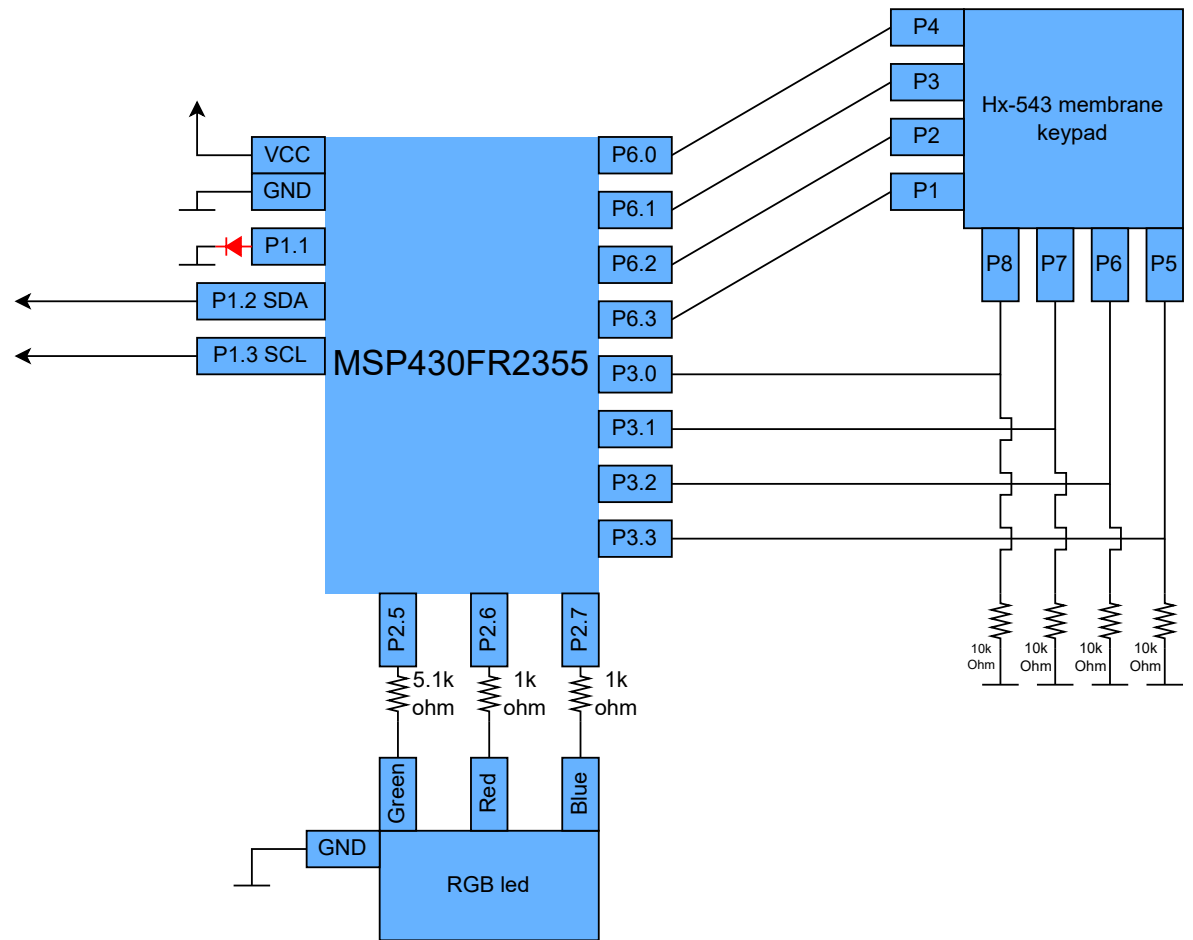 P4
P3
Hx-543 membrane
keypad
P2
P1
VCC
GND
P1.1
P1.2 SDA
P1.3 SCL
MSP430FR2355
P6.0
P6.1
P6.2
P6.3
P3.0
P3.1
P3.2
P3.3
P8
P7
P6
P5
10k
Ohm
10k
Ohm
10k
Ohm
10k
Ohm
P2.5
P2.6
P2.7
5.1k
ohm
1k
ohm
1k
ohm
Green
Red
Blue
GND
RGB led